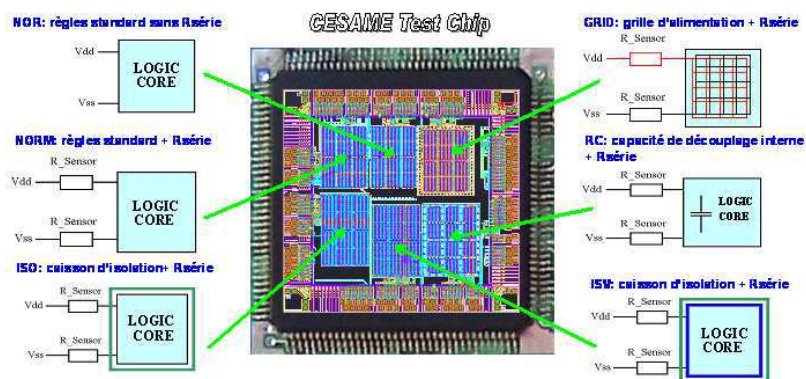 CESAME Test Chip
NOR: règles standard sans Rsérie
Vdd
Vss
LOGIC
CORE
NORM: règles standard + Rsérie
R_Sensor
Vdd
R_Sensor
Vss
LOGIC
CORE
ISO: caisson d'isolation+ Rsérie
R_Sensor
Vdd
R_Sensor
Vss
LOGIC
CORE
GRID: grille d'alimentation + Rsérie
R_Sensor
Vdd
R_Sensor
Vss
RC: capacité de découplage interne
+ Rsérie
R_Sensor
Vdd
R_Sensor
Vss
LOGIC
CORE
ISV: caisson d'isolation + Rsérie
R_Sensor
Vdd
R_Sensor
Vss
LOGIC
CORE